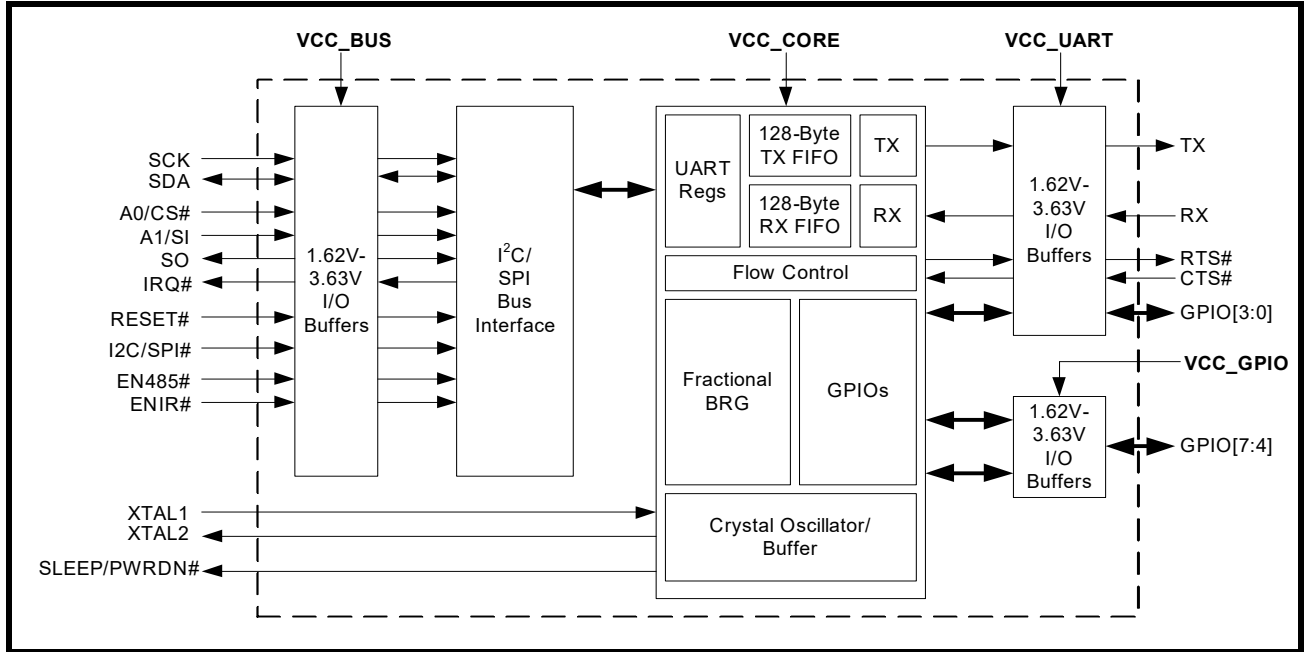 VCC_BUS
VCC_CORE
VCC_UART
SCK
SDA
A0/CS#
A1/SI
SO
IRQ#
RESET#
I2C/SPI#
EN485#
ENIR#
XTAL1
XTAL2
SLEEP/PWRDN#
1.62V-
3.63V
I/O
Buffers
I²C/
SPI
Bus
Interface
UART
Regs
128-Byte
TX FIFO
TX
128-Byte
RX FIFO
RX
Flow Control
Fractional
BRG
GPIOs
Crystal Oscillator/
Buffer
1.62V-
3.63V
I/O
Buffers
TX
RX
RTS#
CTS#
GPIO[3:0]
VCC_GPIO
1.62V-
3.63V
I/O
Buffers
GPIO[7:4]